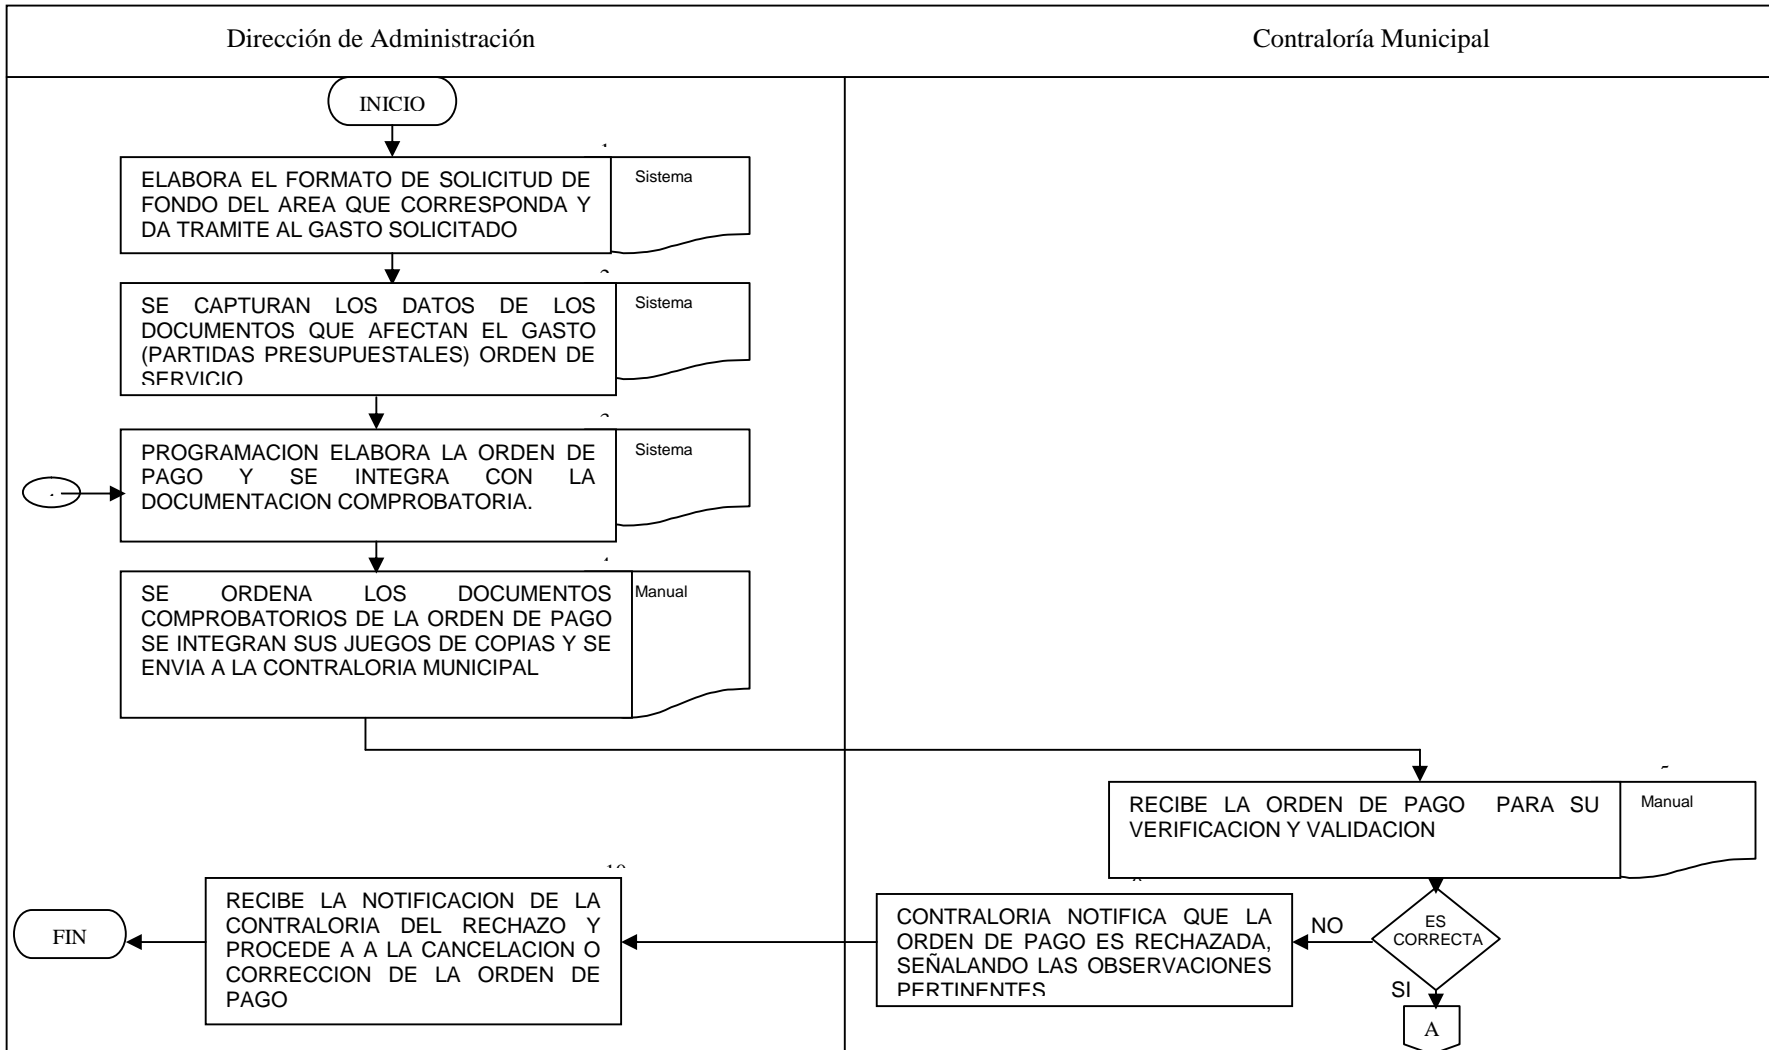 Dirección de Administración
Contraloría Municipal
INICIO
ELABORA EL FORMATO DE SOLICITUD DE
FONDO DEL AREA QUE CORRESPONDA Y
DA TRAMITE AL GASTO SOLICITADO
Sistema
SE CAPTURAN LOS DATOS DE LOS
DOCUMENTOS QUE AFECTAN EL GASTO
(PARTIDAS PRESUPUESTALES) ORDEN DE
SERVICIO
Sistema
PROGRAMACION ELABORA LA ORDEN DE
PAGO Y SE INTEGRA CON LA
DOCUMENTACION COMPROBATORIA.
Sistema
SE ORDENA LOS DOCUMENTOS
COMPROBATORIOS DE LA ORDEN DE PAGO
SE INTEGRAN SUS JUEGOS DE COPIAS Y SE
ENVIA A LA CONTRALORIA MUNICIPAL
Manual
RECIBE LA ORDEN DE PAGO PARA SU
VERIFICACION Y VALIDACION
Manual
ES
CORRECTA
NO
SI
A
CONTRALORIA NOTIFICA QUE LA
ORDEN DE PAGO ES RECHAZADA,
SEÑALANDO LAS OBSERVACIONES
PERTINENTES
RECIBE LA NOTIFICACION DE LA
CONTRALORIA DEL RECHAZO Y
PROCEDE A A LA CANCELACION O
CORRECCION DE LA ORDEN DE
PAGO
FIN